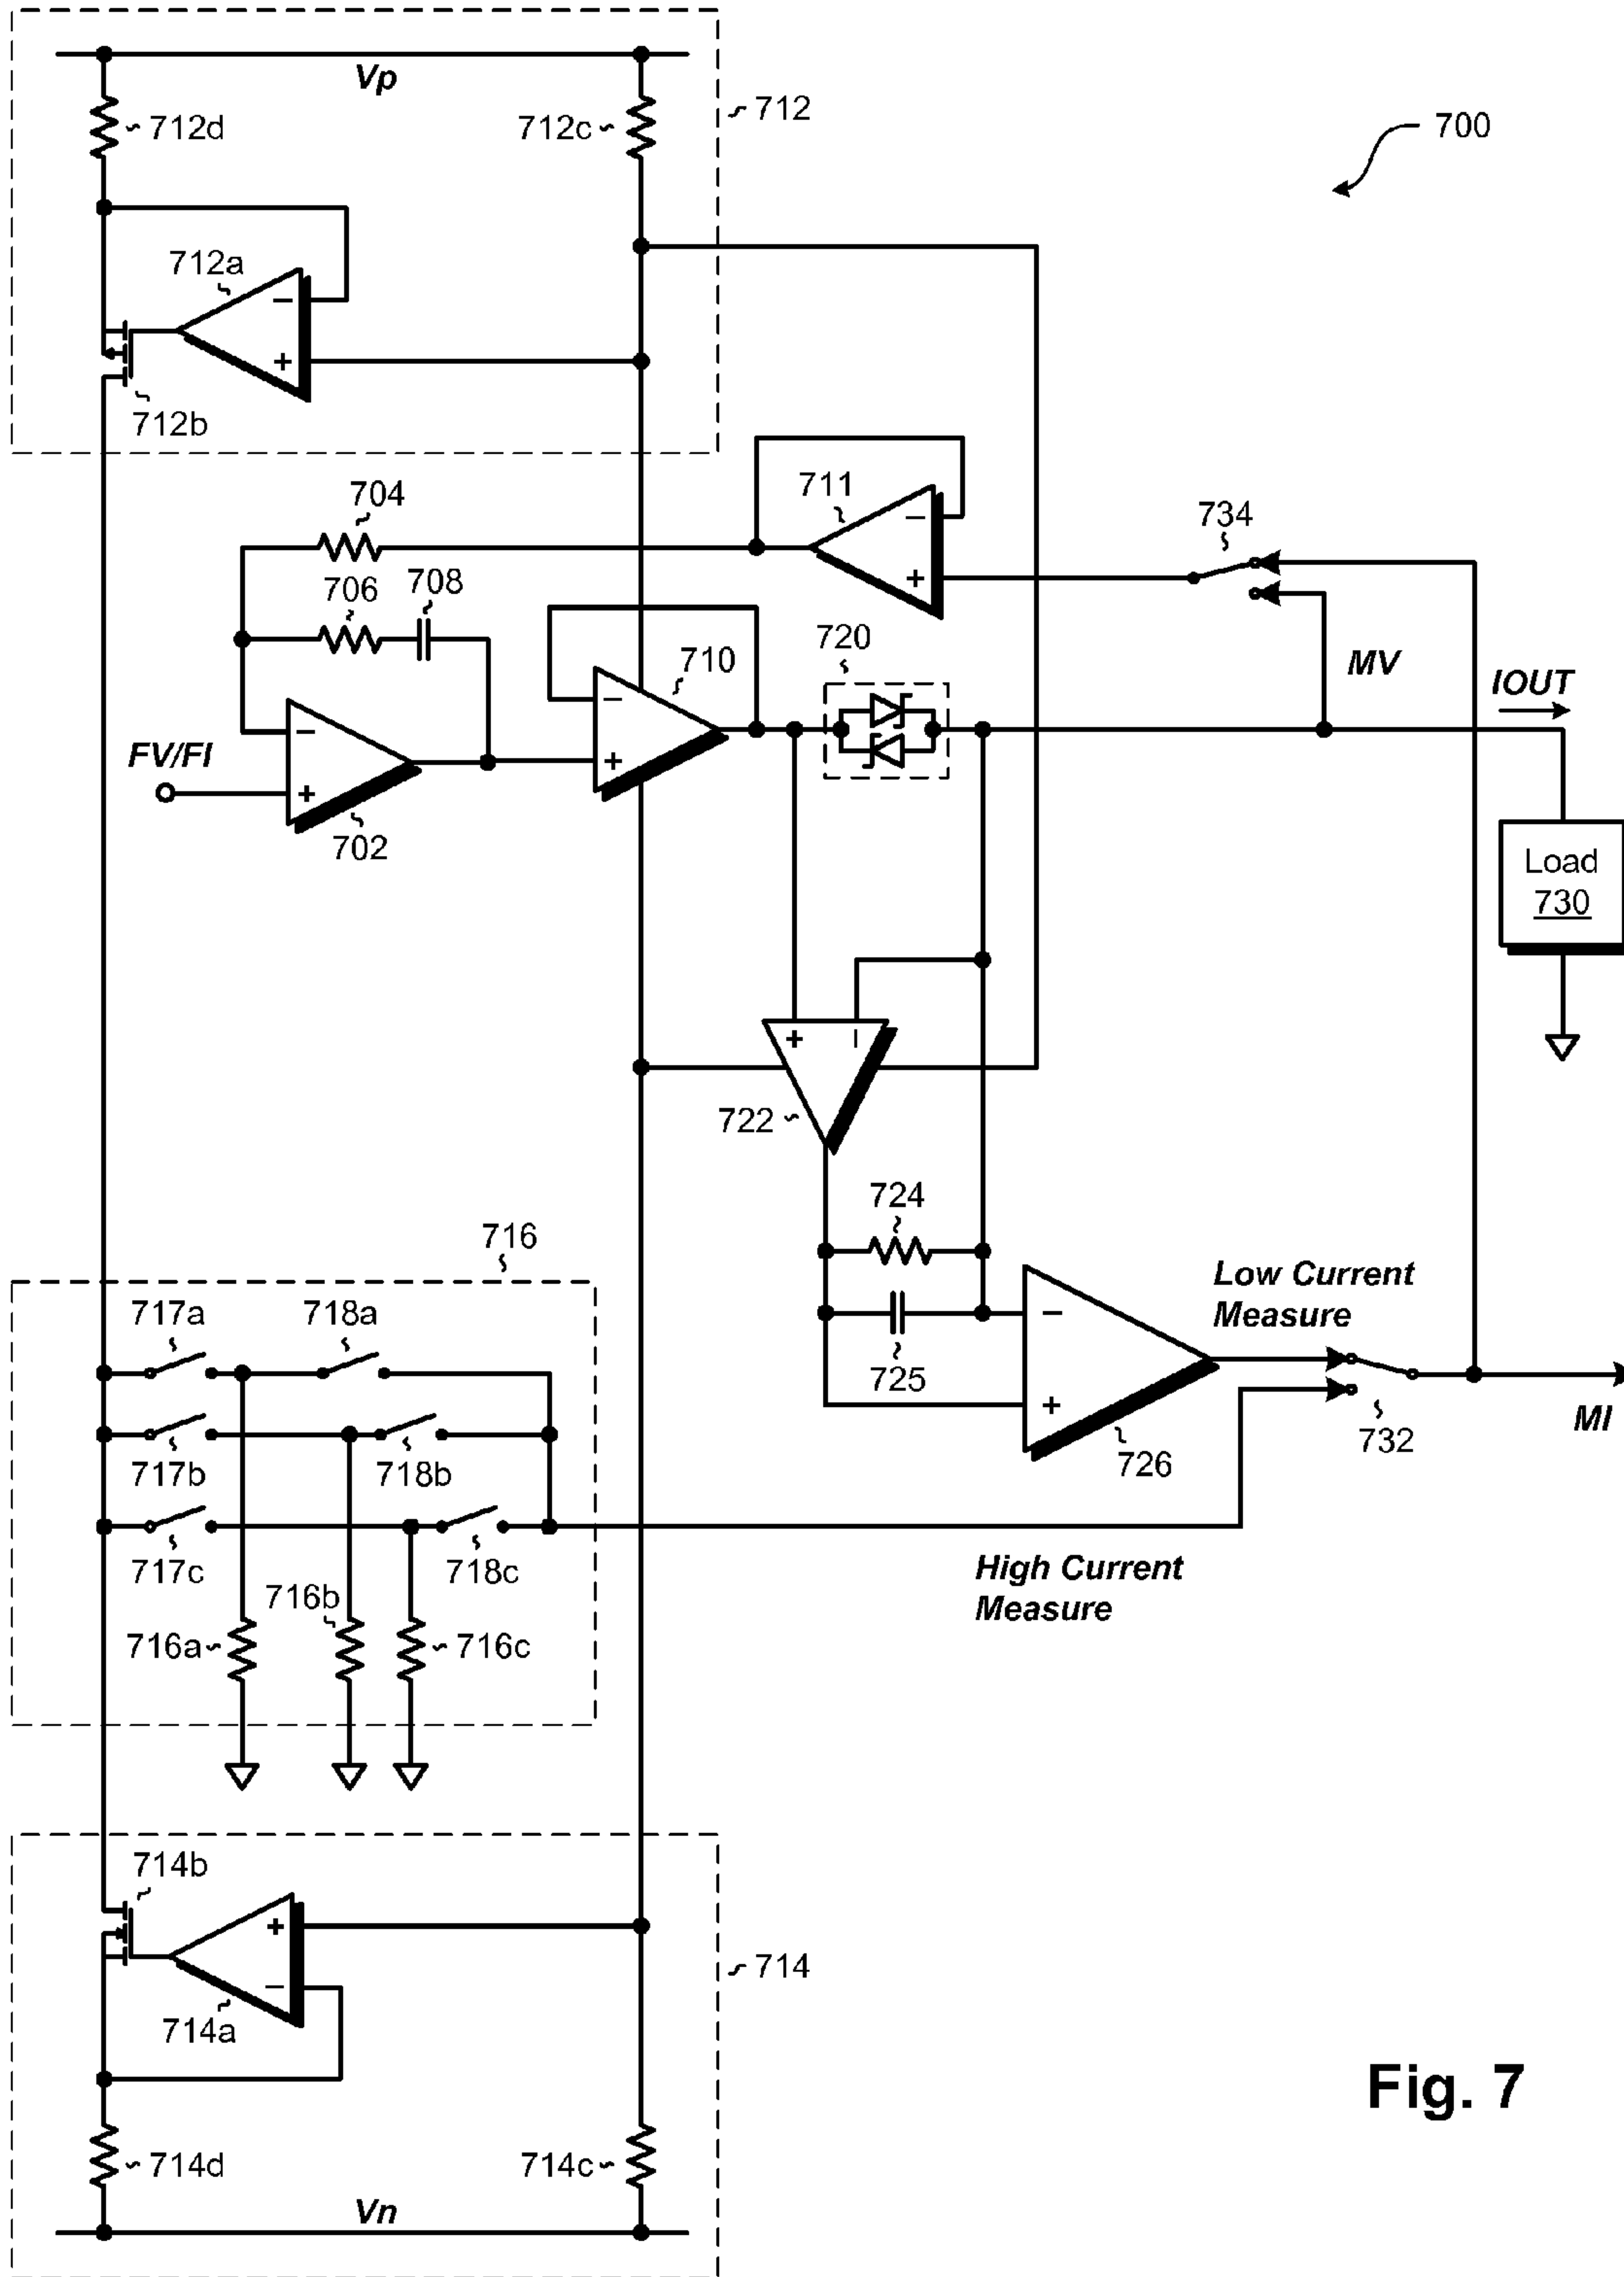 Vp
712d
712c
712
700
712a
−
+
712b
704
711
−
+
734
706
708
720
710
MV
IOUT
−
+
FV/FI
−
+
702
Load
730
+
−
722
724
716
Low Current
Measure
717a
718a
725
−
+
MI
732
726
717b
718b
717c
718c
High Current
Measure
716b
716a
716c
714b
+
714
−
714a
Fig. 7
714d
714c
Vn